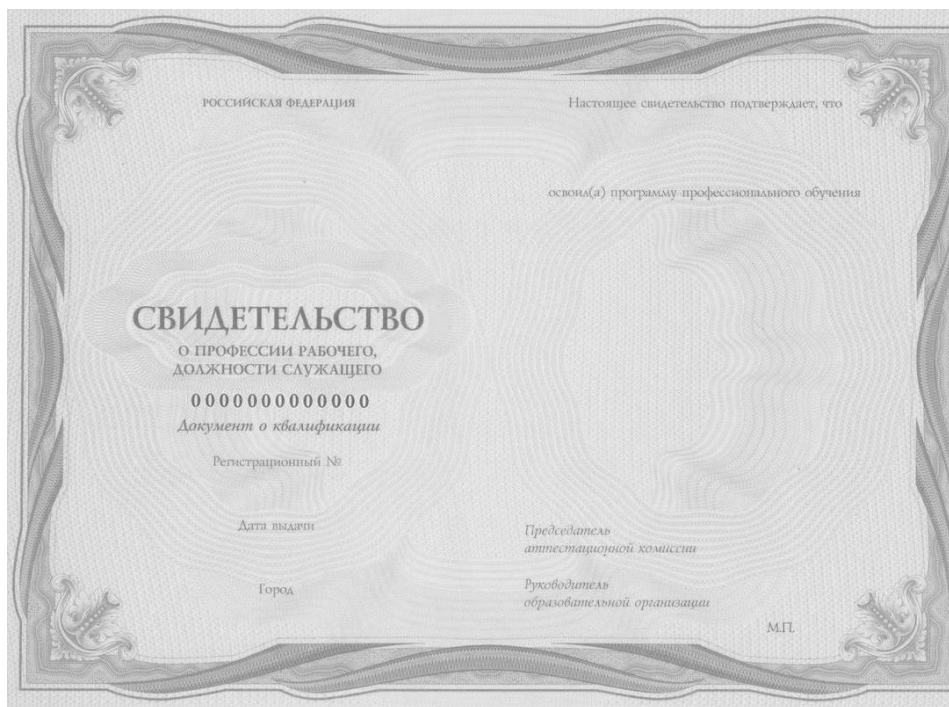 РОССИЙСКАЯ ФЕДЕРАЦИЯ
СВИДЕТЕЛЬСТВО
О ПРОФЕССИИ РАБОЧЕГО,
ДОЛЖНОСТИ СЛУЖАЩЕГО
0000000000000
Документ о квалификации
Регистрационный №
Дата выдачи
Город
Настоящее свидетельство подтверждает, что
освоил(а) программу профессионального обучения
Председатель
аттестационной комиссии
Руководитель
образовательной организации
М.П.